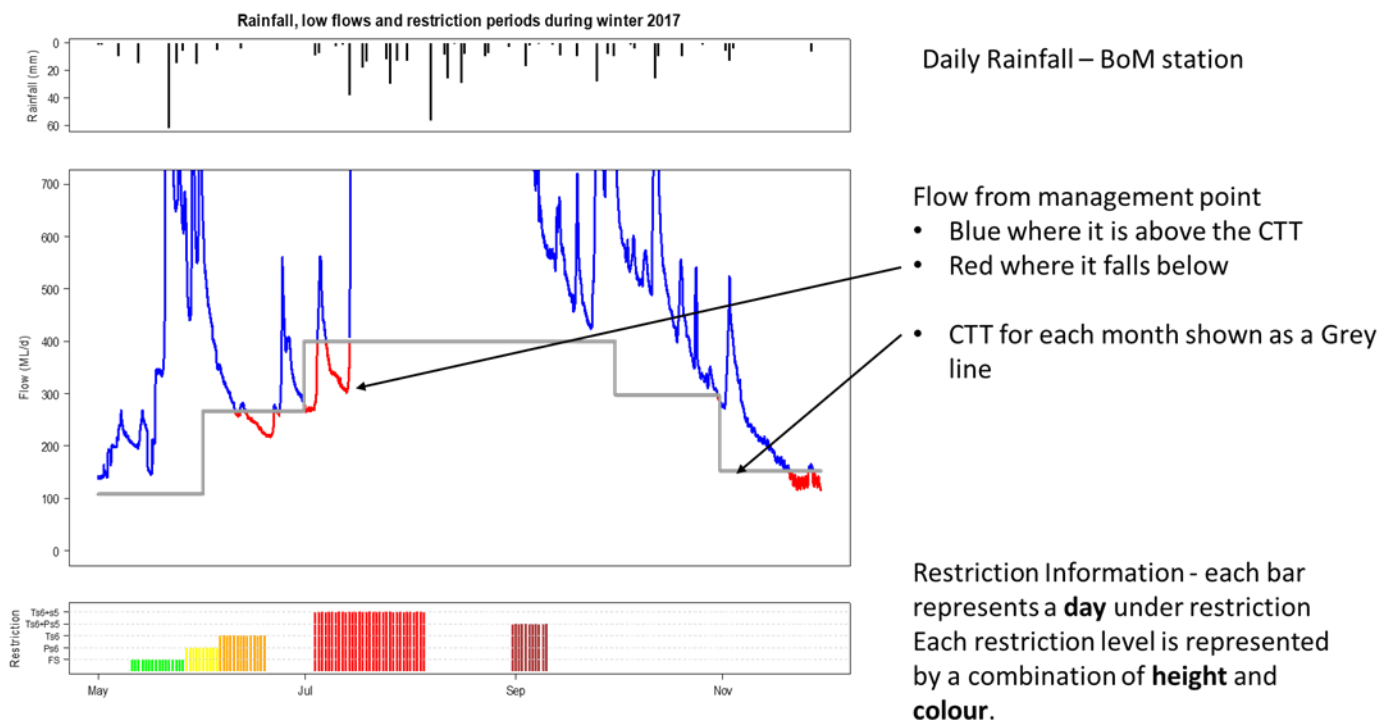 Rainfall, low flows and restriction periods during winter 2017
Rainfall (mm)
0
20
40
60
Daily Rainfall – BoM station
Flow (ML/d)
700
600
500
400
300
200
100
0
Flow from management point
• Blue where it is above the CTT
• Red where it falls below
• CTT for each month shown as a Grey
line
Restriction
Ts6+s5
Ts6+Ps5
Ts6
Ps6
FS
May
Jul
Sep
Nov
Restriction Information - each bar
represents a day under restriction
Each restriction level is represented
by a combination of height and
colour.